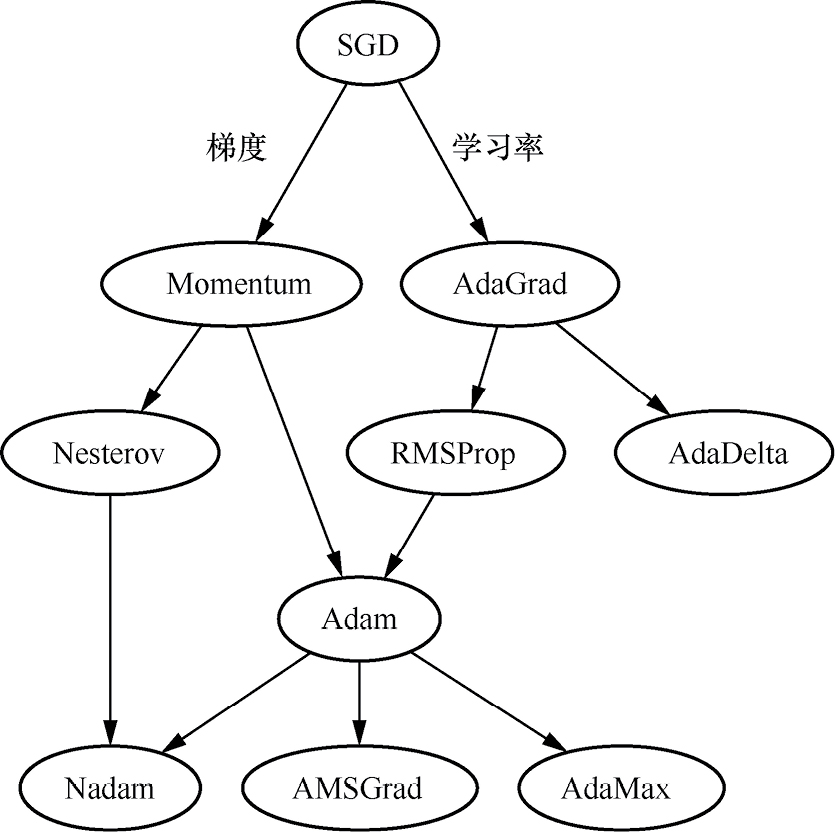 SGD
梯度
学习率
Momentum
AdaGrad
Nesterov
RMSProp
AdaDelta
Adam
Nadam
AMSGrad
AdaMax